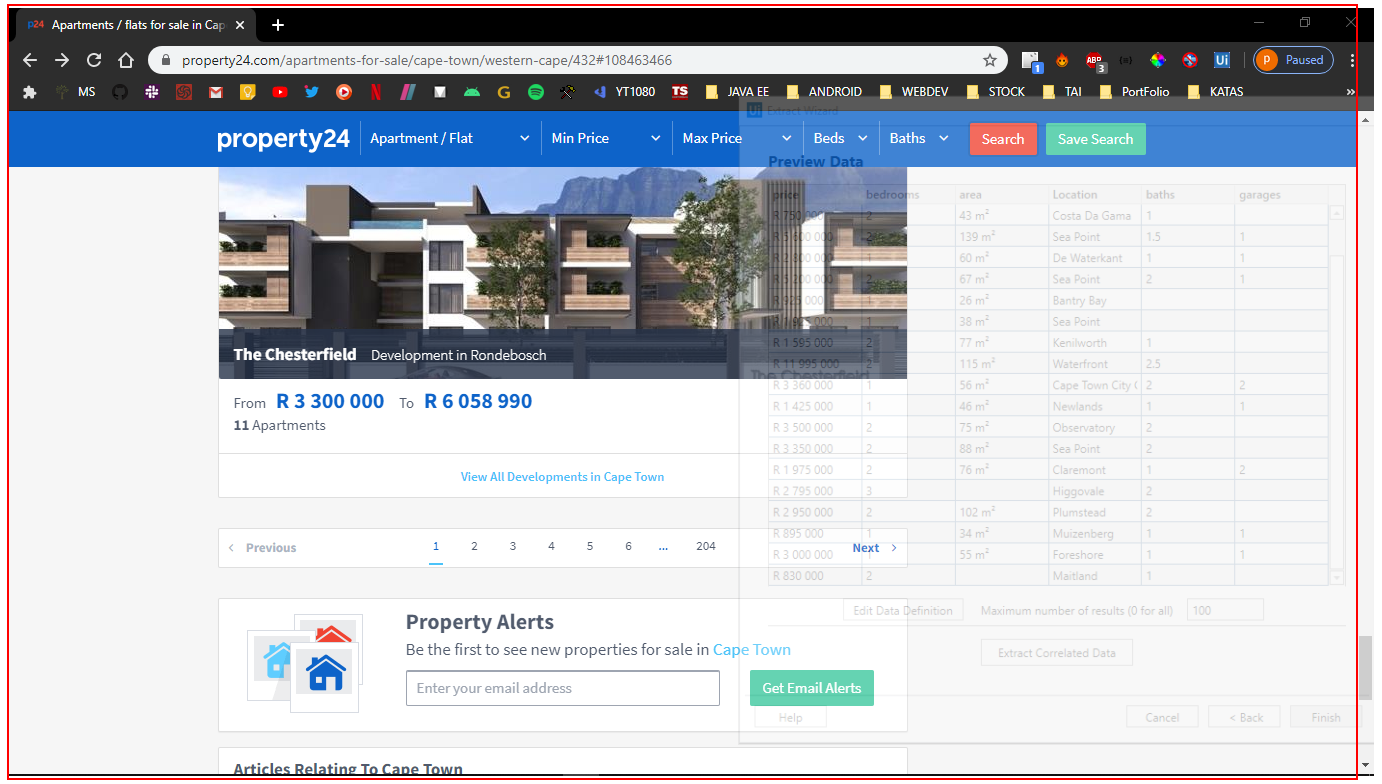 p24 Apartments / flats for sale in Cap
property24.com/apartments-for-sale/cape-town/western-cape/432#108463466
1 ABP 3 Ui P Paused
MS YT1080 TS JAVA EE ANDROID WEBDEV STOCK TAI PortFolio KATAS »
Ui Extract Wizard
property24 Apartment / Flat Min Price Max Price Beds Baths Search Save Search
Preview Data
price bedrooms area Location baths garages
R 750 000 2 43 m² Costa Da Gama 1
R 5 600 000 2 139 m² Sea Point 1.5 1
R 2 800 000 1 60 m² De Waterkant 1 1
R 5 200 000 2 67 m² Sea Point 2 1
R 925 000 1 26 m² Bantry Bay
1 38 m² Sea Point
R 1 595 000 2 77 m² Kenilworth 1
R 11 995 000 2 115 m² Waterfront 2.5
R 3 360 000 1 56 m² Cape Town City 2 2
R 1 425 000 1 46 m² Newlands 1 1
R 3 500 000 2 75 m² Observatory 2
R 3 350 000 2 88 m² Sea Point 2
R 1 975 000 2 76 m² Claremont 1 2
R 2 795 000 3 Higgovale 2
R 2 950 000 2 102 m² Plumstead 2
R 895 000 1 34 m² Muizenberg 1 1
R 3 000 000 1 55 m² Foreshore 1 1
R 830 000 2 Maitland 1
The Chesterfield Development in Rondebosch
The Chesterfield
From R 3 300 000 To R 6 058 990
11 Apartments
View All Developments in Cape Town
< Previous 1 2 3 4 5 6 ... 204 Next >
Edit Data Definition Maximum number of results (0 for all) 100
Extract Correlated Data
Property Alerts
Be the first to see new properties for sale in Cape Town
Enter your email address Get Email Alerts
Help Cancel < Back Finish
Articles Relating To Cape Town